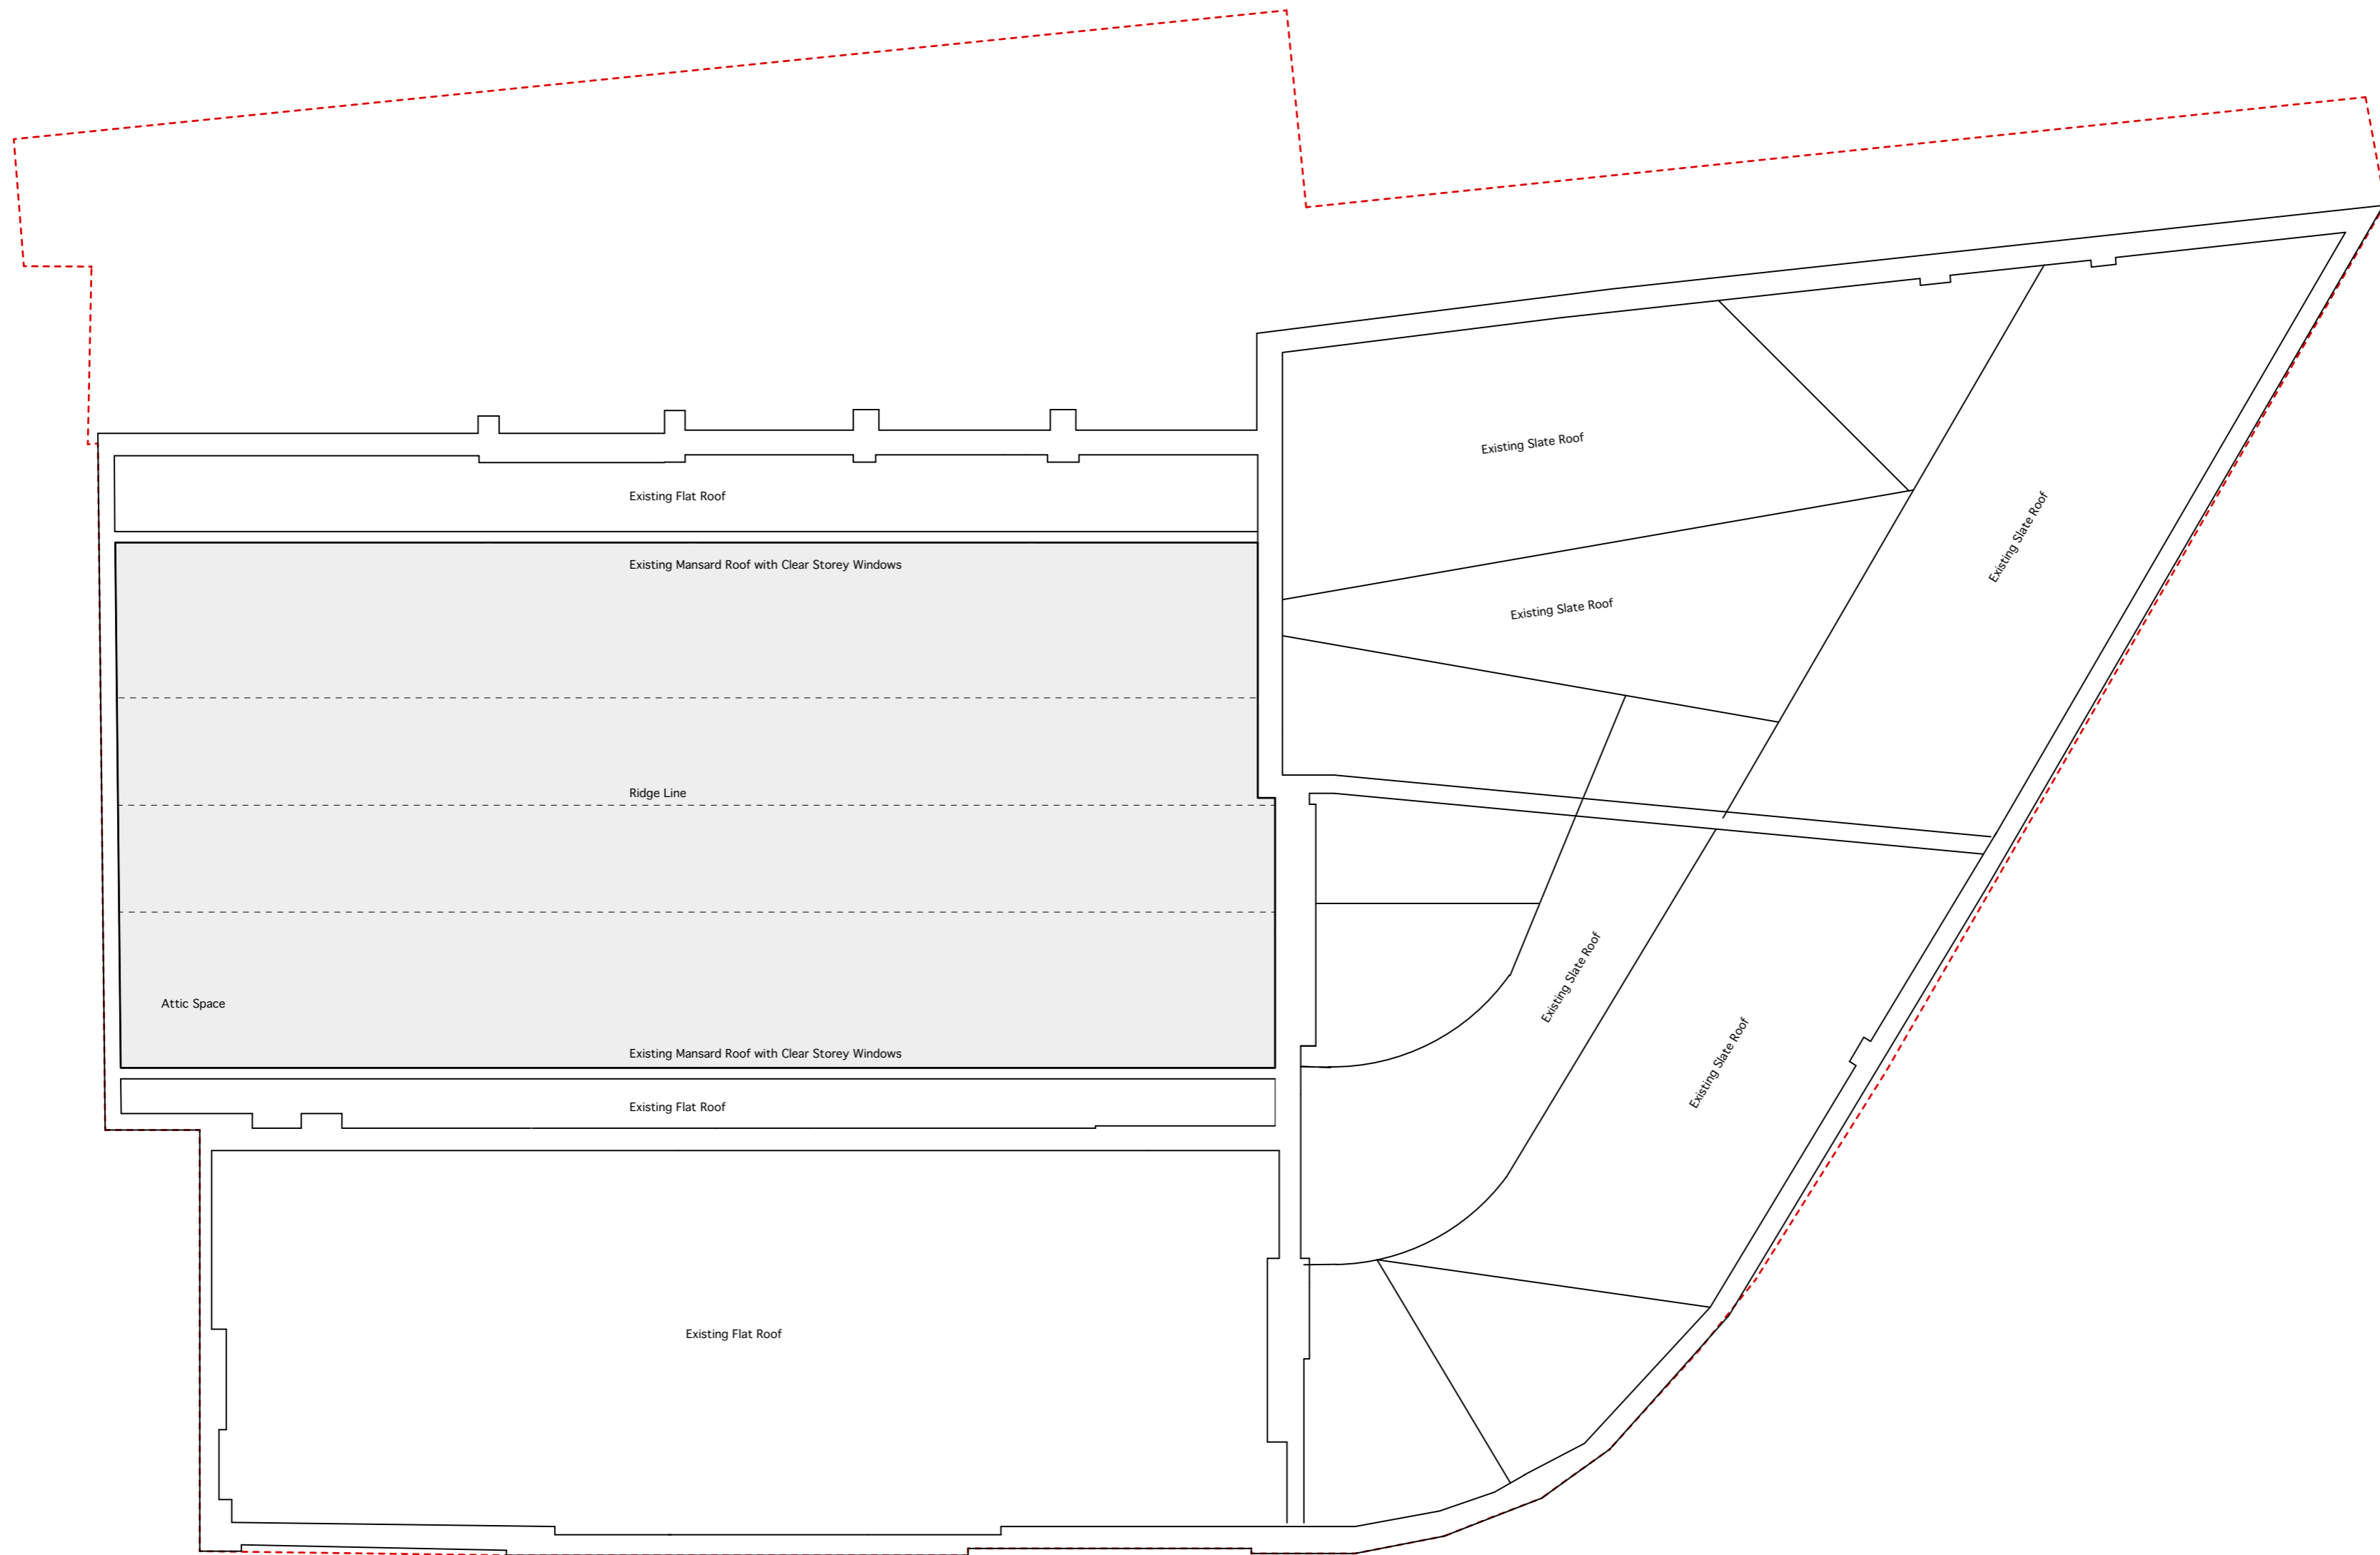 Existing Slate Roof
Existing Flat Roof
Existing Slate Roof
Existing Mansard Roof with Clear Storey Windows
Existing Slate Roof
Ridge Line
Existing Slate Roof
Attic Space
Existing Mansard Roof with Clear Storey Windows
Existing Slate Roof
Existing Flat Roof
Existing Flat Roof